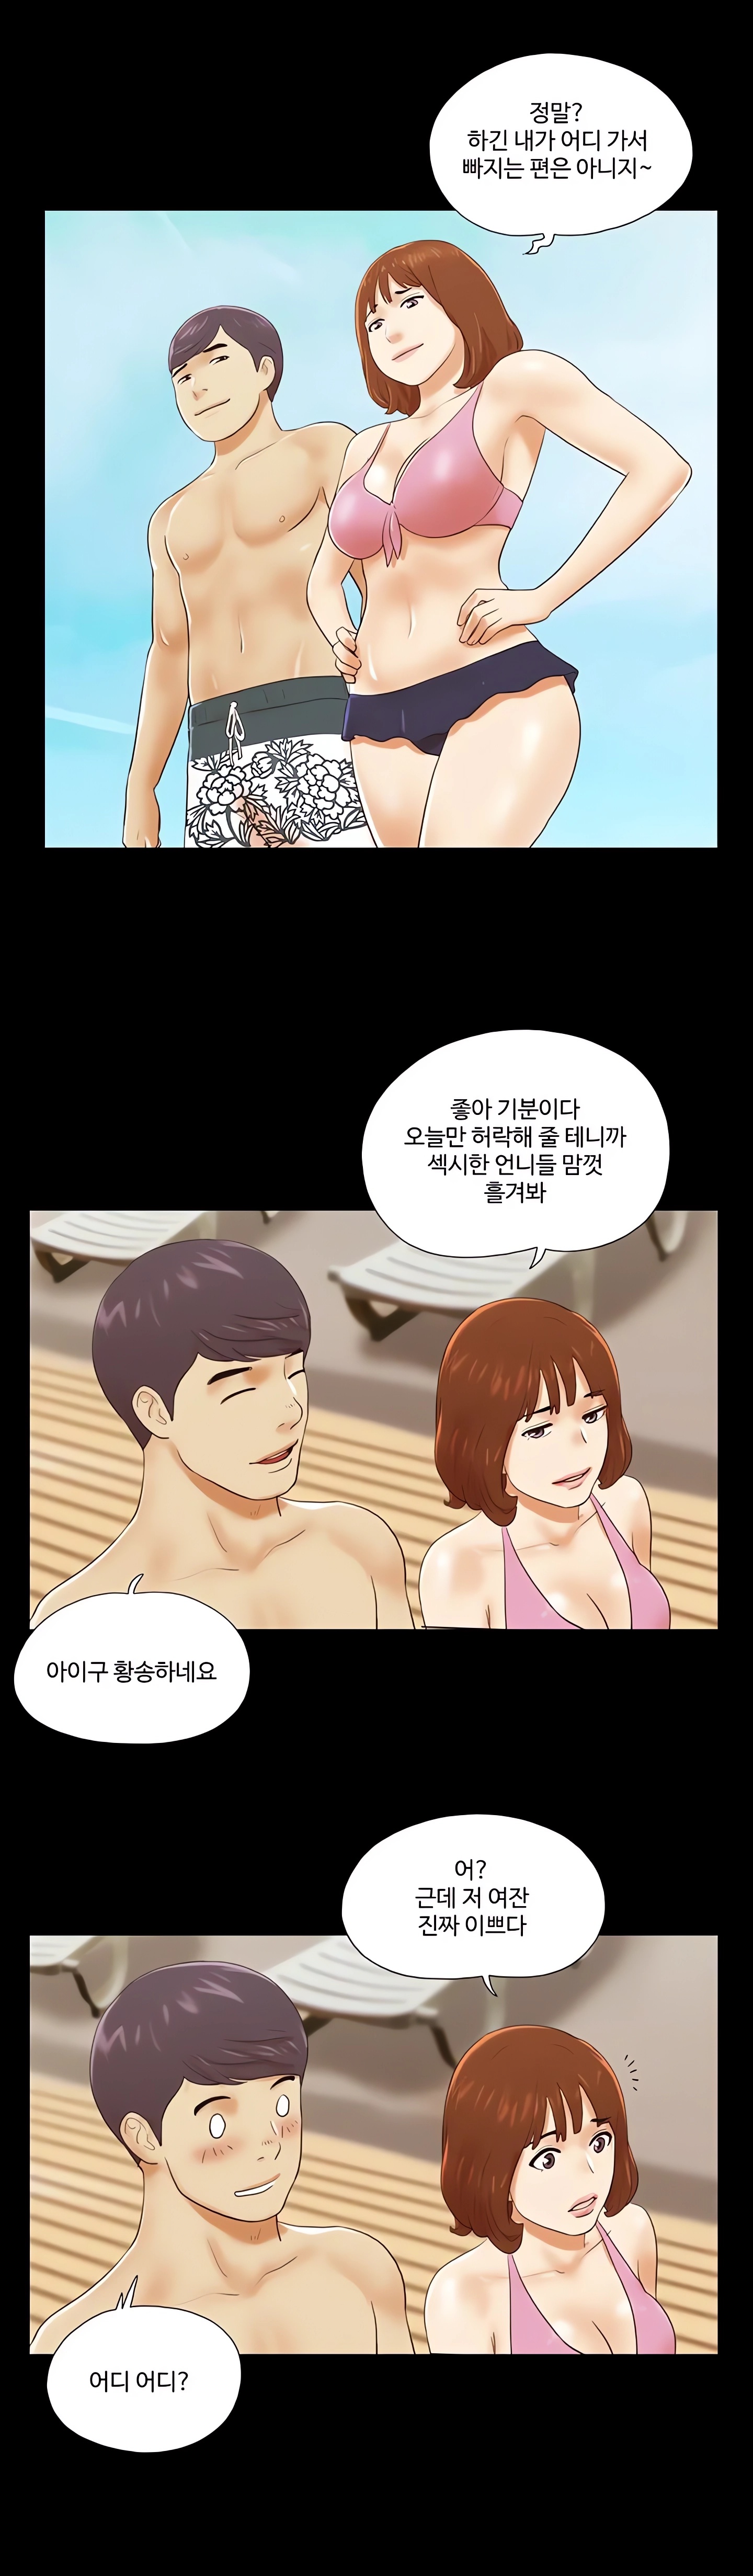 정말?
하긴 내가 어디 가서
빠지는 편은 아니지~
좋아 기분이다
오늘만 허락해 줄 테니까
섹시한 언니들 맘껏
흘겨봐
아이구 황송하네요
어?
근데 저 여잔
진짜 이쁘다
어디 어디?